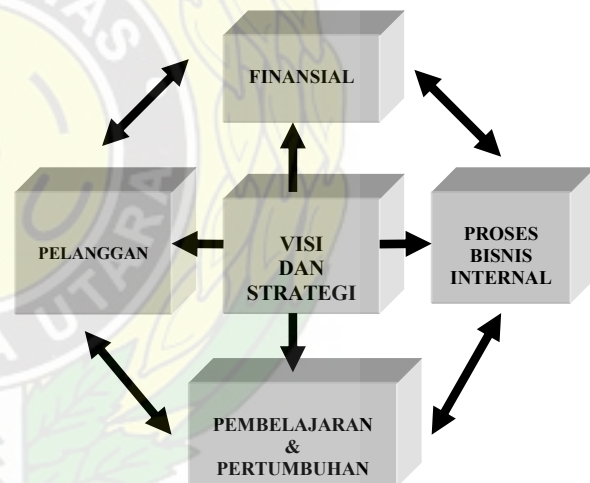 FINANSIAL
PELANGGAN
VISI
DAN
STRATEGI
PROSES
BISNIS
INTERNAL
PEMBELAJARAN
&
PERTUMBUHAN